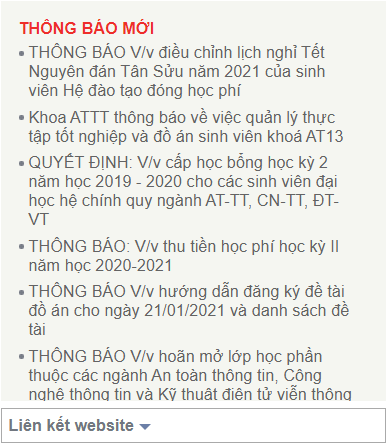 THÔNG BÁO MỚI
THÔNG BÁO V/v điều chỉnh lịch nghỉ Tết
Nguyên đán Tân Sửu năm 2021 của sinh
viên Hệ đào tạo đóng học phí
Khoa ATTT thông báo về việc quản lý thực
tập tốt nghiệp và đồ án sinh viên khoá AT13
QUYẾT ĐỊNH: V/v cấp học bổng học kỳ 2
năm học 2019 - 2020 cho các sinh viên đại
học hệ chính quy ngành AT-TT, CN-TT, ĐT-
VT
THÔNG BÁO: V/v thu tiền học phí học kỳ II
năm học 2020-2021
THÔNG BÁO V/v hướng dẫn đăng ký đề tài
đồ án cho ngày 21/01/2021 và danh sách đề
tài
THÔNG BÁO V/v hoãn mở lớp học phần
thuộc các ngành An toàn thông tin, Công
nghệ thông tin và Kỹ thuật điện tử viễn thông
Liên kết website